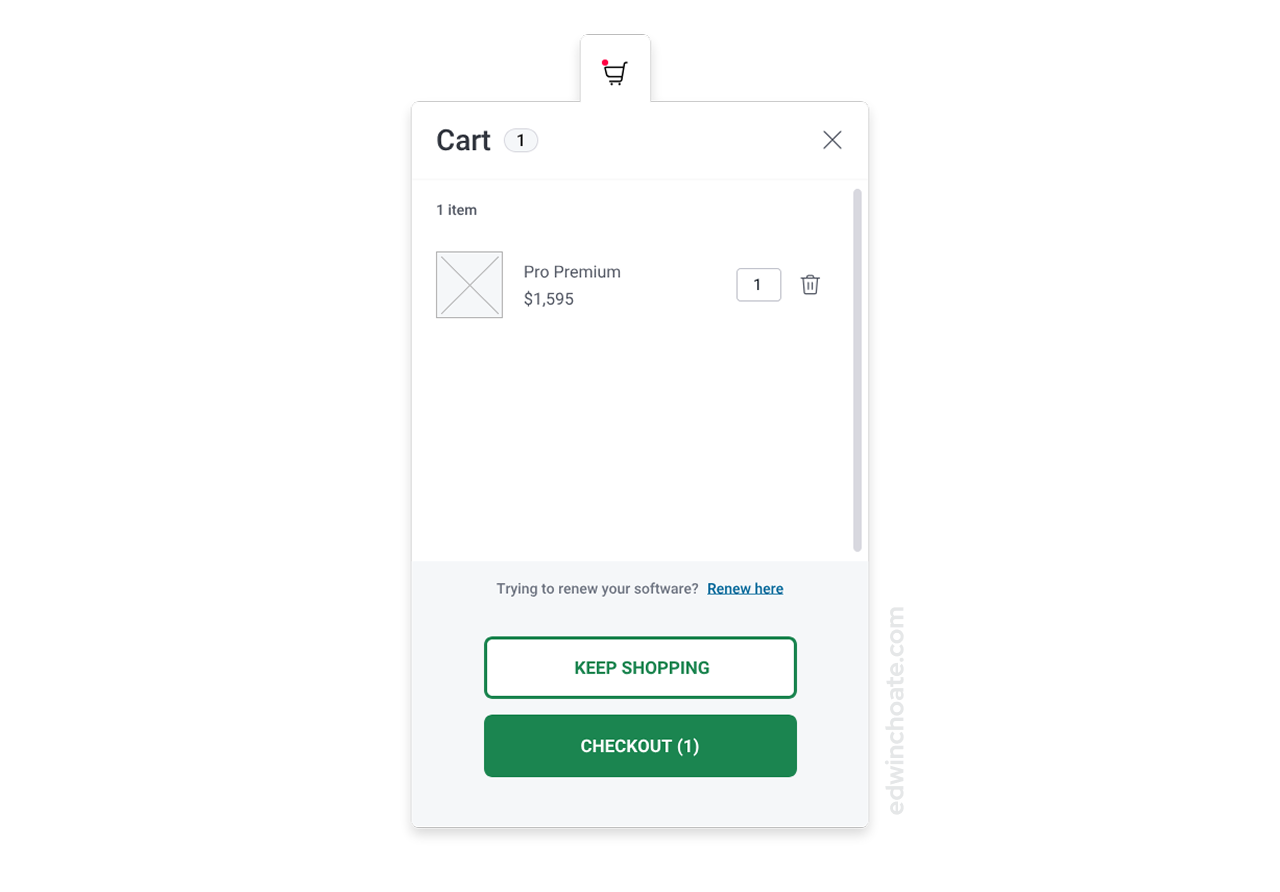 Cart 1
1 item
Pro Premium
$1,595
1
Trying to renew your software? Renew here
KEEP SHOPPING
CHECKOUT (1)
edwinchoate.com